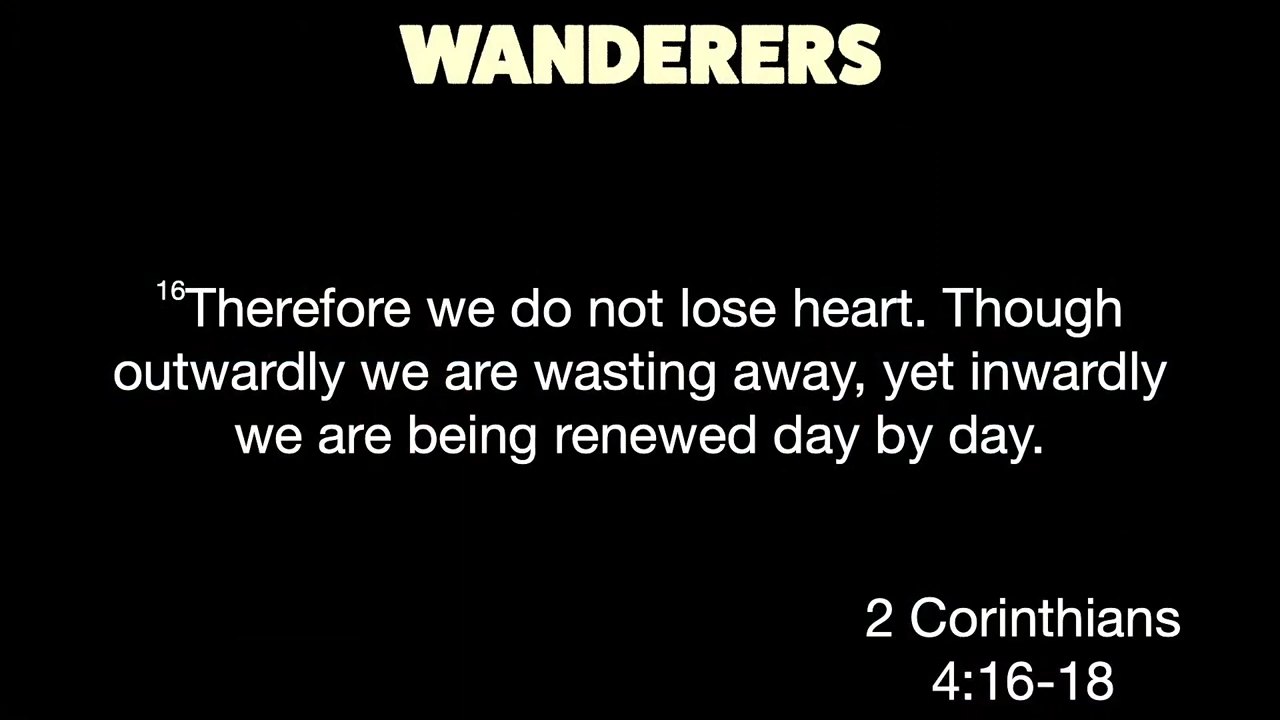 WANDERERS
16Therefore we do not lose heart. Though
outwardly we are wasting away, yet inwardly
we are being renewed day by day.
2 Corinthians
4:16-18